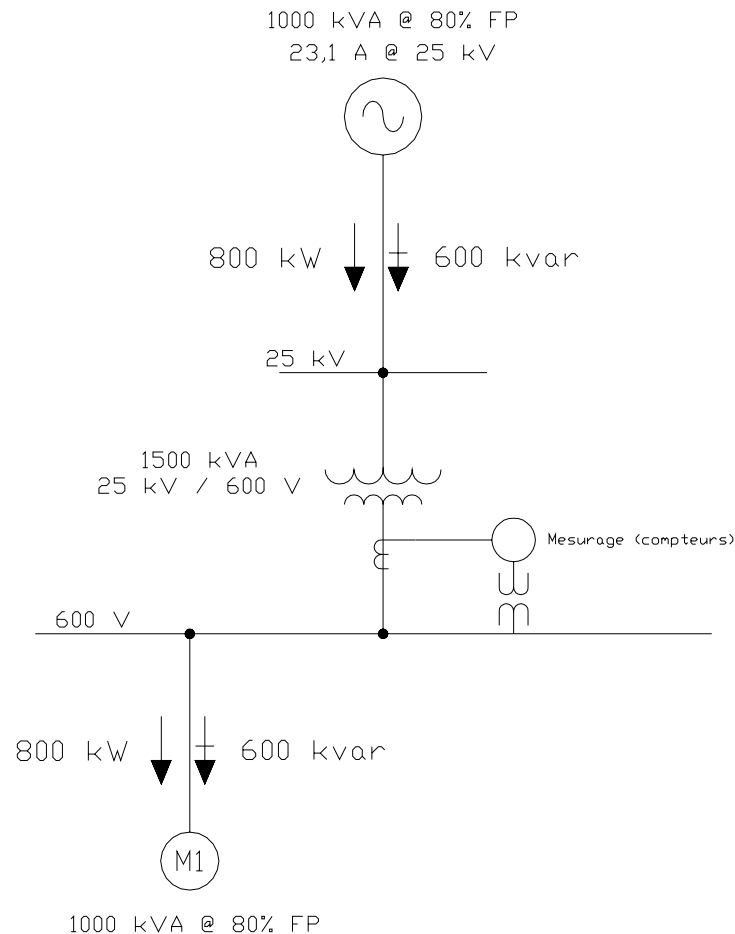 1000 kVA @ 80% FP
23,1 A @ 25 kV
800 kW
600 kvar
25 kV
1500 kVA
25 kV / 600 V
Mesurage (compteurs)
600 V
800 kW
600 kvar
M1
1000 kVA @ 80% FP